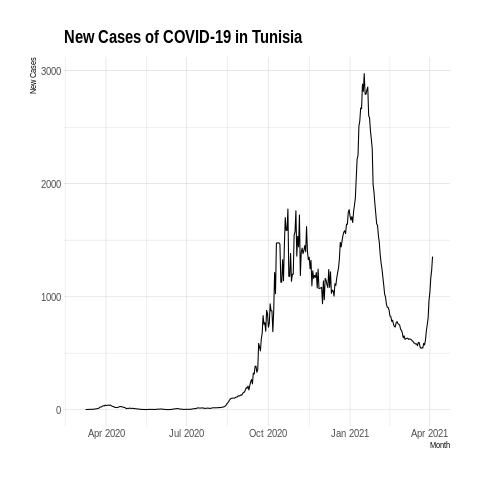 New Cases of COVID-19 in Tunisia
New Cases
3000
2000
1000
0
Apr 2020
Jul 2020
Oct 2020
Jan 2021
Apr 2021
Month